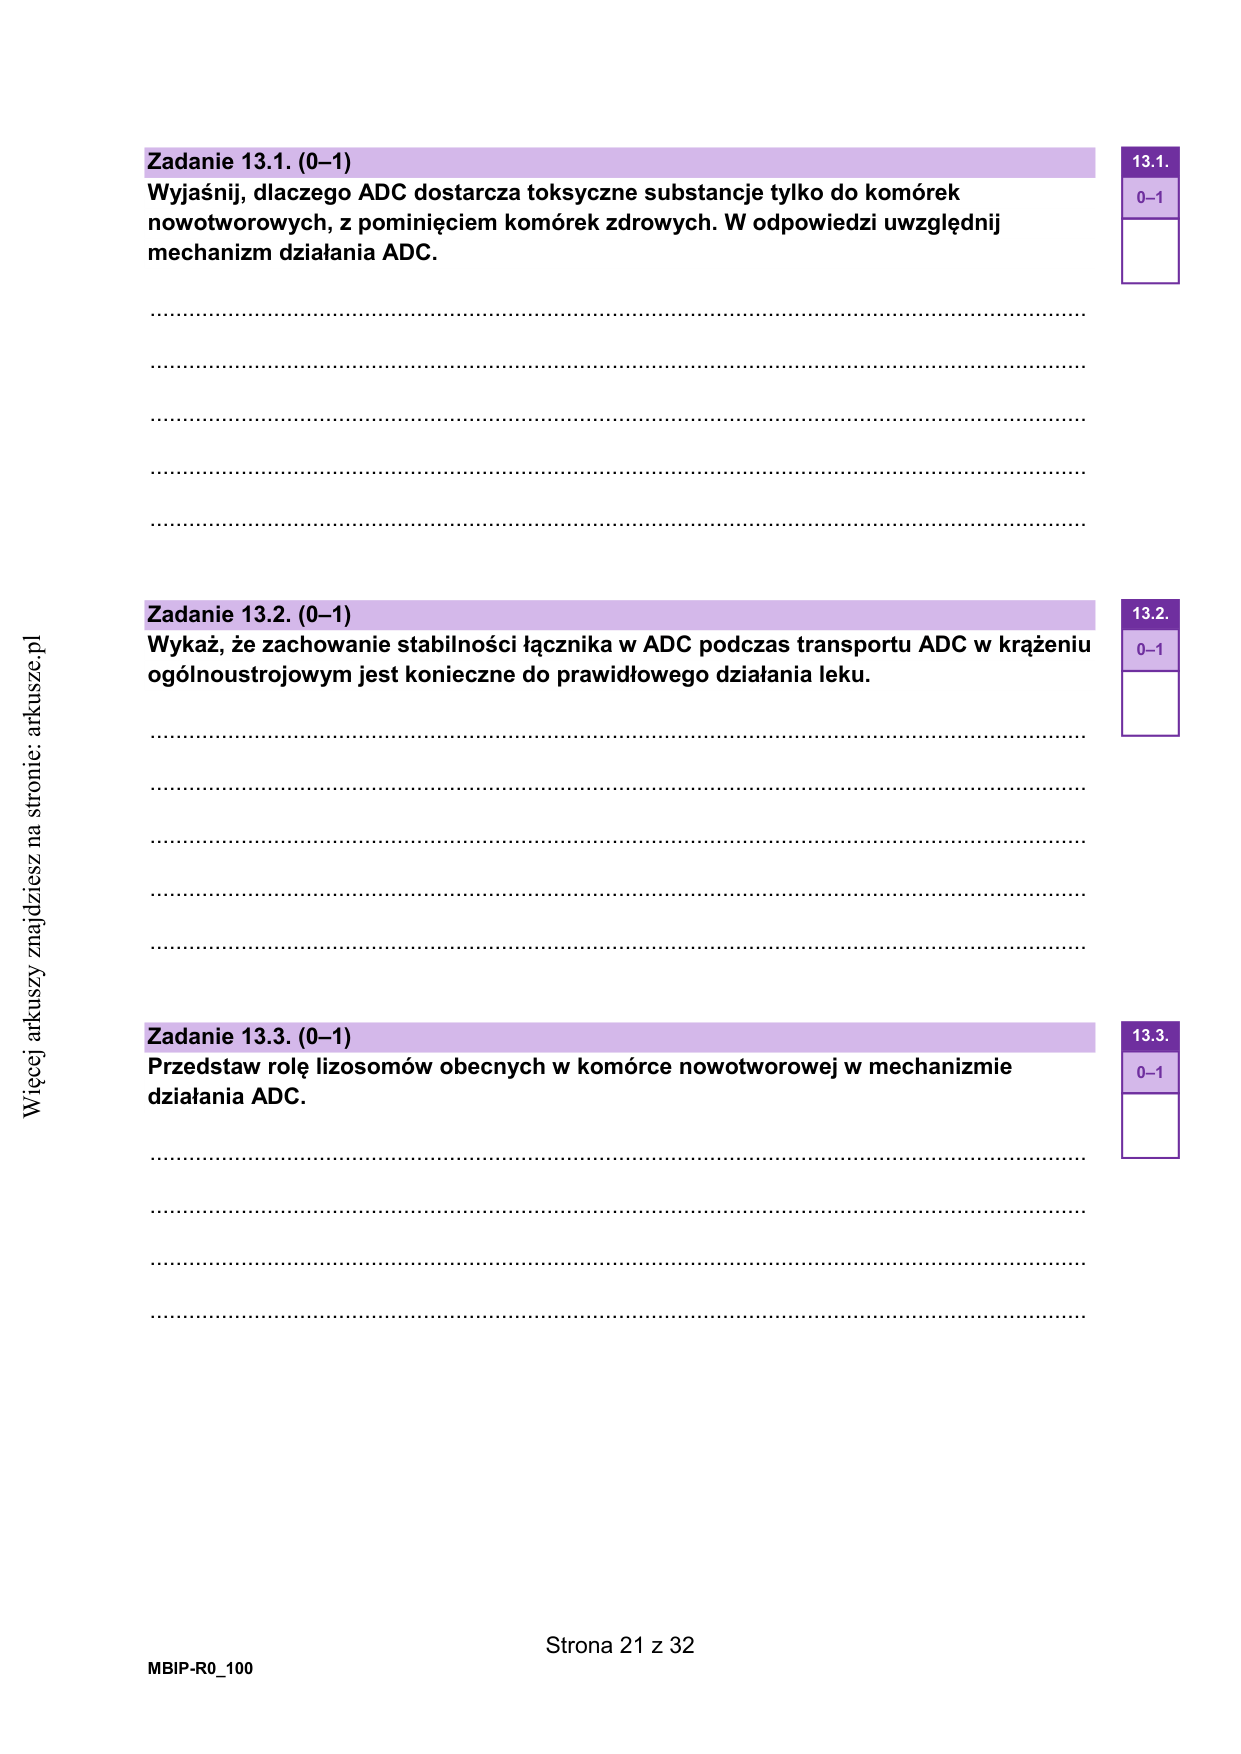 Zadanie 13.1. (0–1)
Wyjaśnij, dlaczego ADC dostarcza toksyczne substancje tylko do komórek
nowotworowych, z pominięciem komórek zdrowych. W odpowiedzi uwzględnij
mechanizm działania ADC.
13.1.
0–1
Zadanie 13.2. (0–1)
Wykaż, że zachowanie stabilności łącznika w ADC podczas transportu ADC w krążeniu
ogólnoustrojowym jest konieczne do prawidłowego działania leku.
13.2.
0–1
Zadanie 13.3. (0–1)
Przedstaw rolę lizosomów obecnych w komórce nowotworowej w mechanizmie
działania ADC.
13.3.
0–1
Więcej arkuszy znajdziesz na stronie: arkusze.pl
Strona 21 z 32
MBIP-R0_100